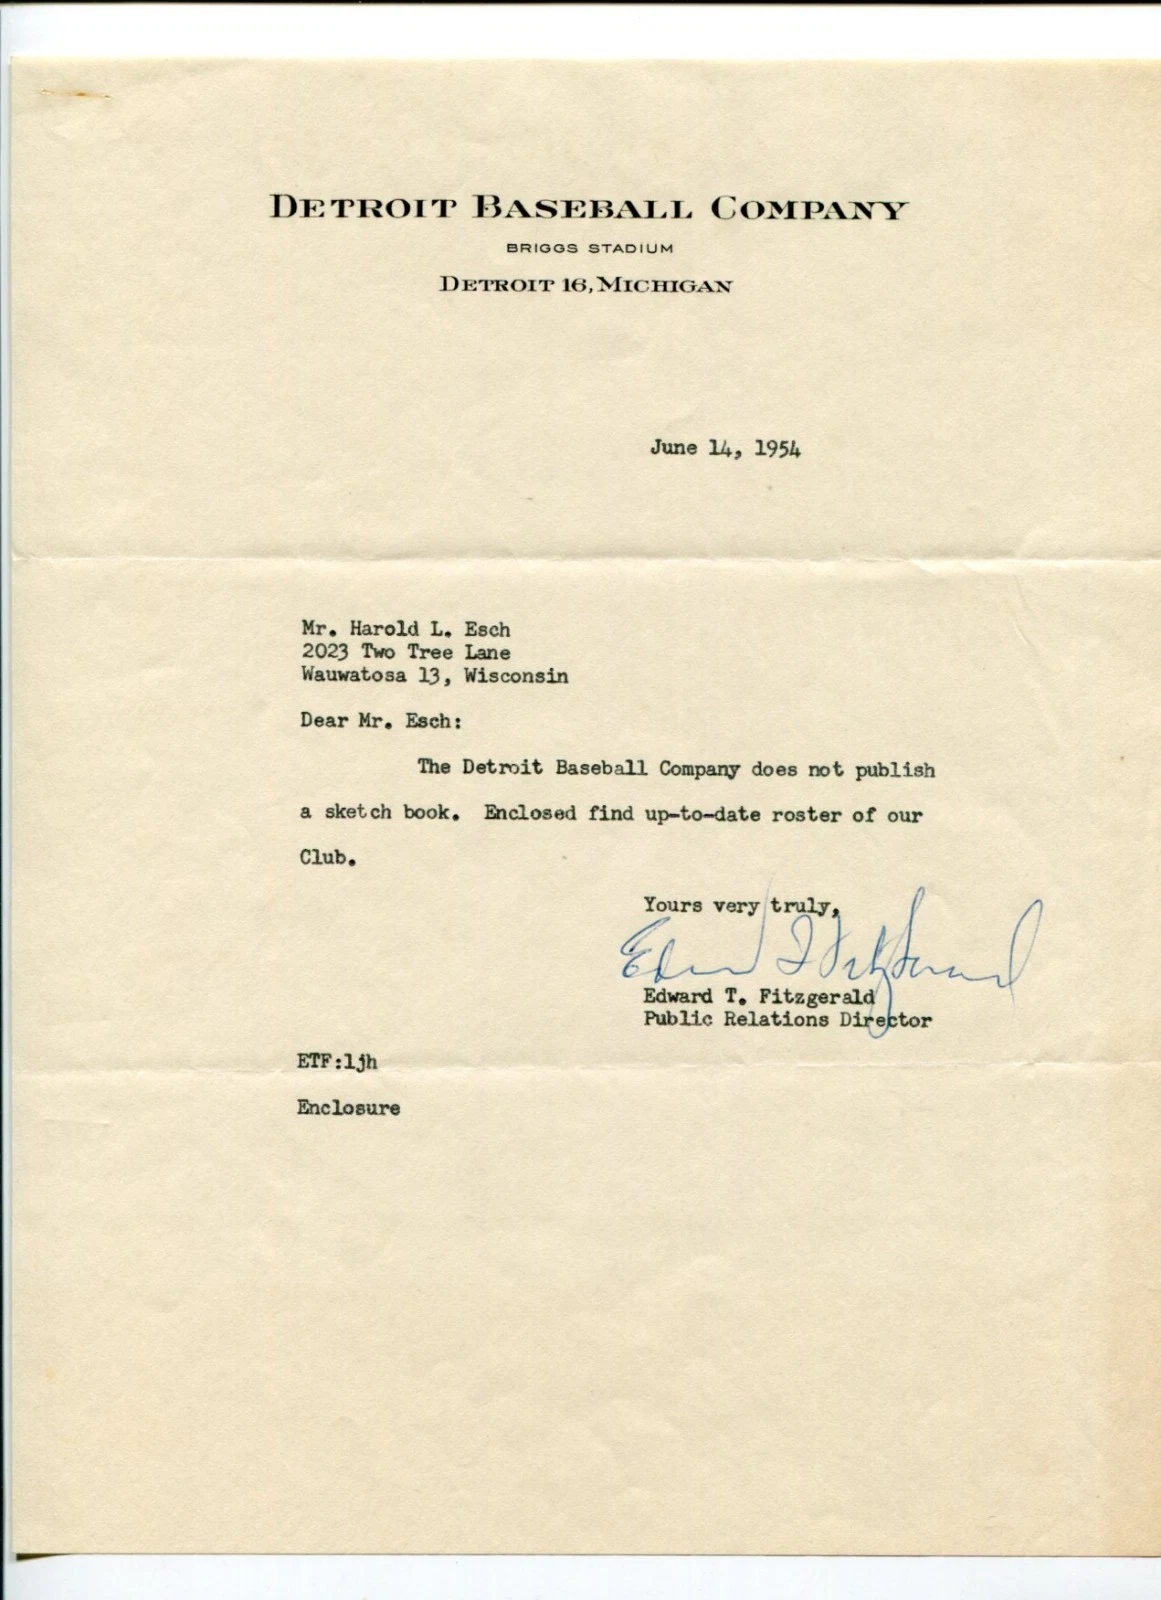 DETROIT BASEBALL COMPANY
BRIGGS STADIUM
DETROIT 16, MICHIGAN
June 14, 1954
Mr. Harold L. Esch
2023 Two Tree Lane
Wauwatosa 13, Wisconsin
Dear Mr. Esch:
The Detroit Baseball Company does not publish
a sketch book. Enclosed find up-to-date roster of our
Club.
Yours very truly,
Edward T Fitzgerald
Edward T. Fitzgerald
Public Relations Director
ETF:ljh
Enclosure